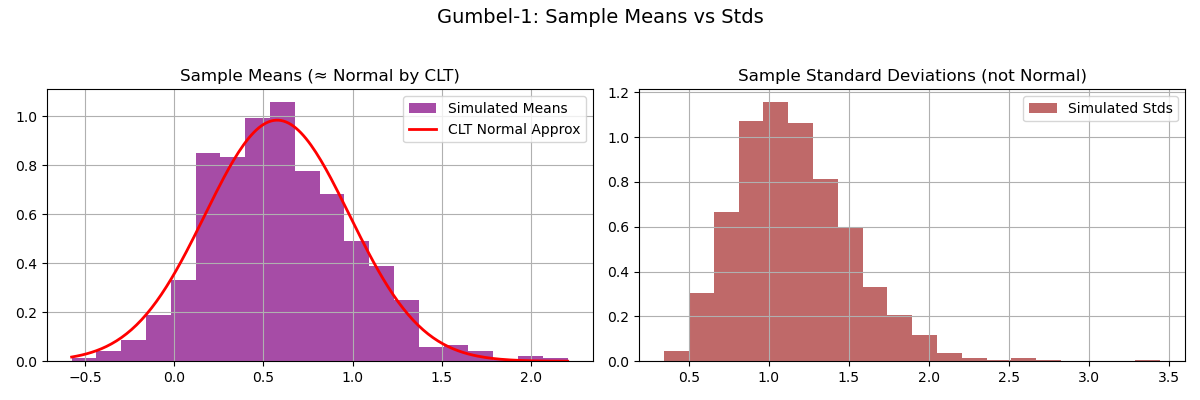 Gumbel-1: Sample Means vs Stds
Sample Means (≈ Normal by CLT)
Simulated Means
CLT Normal Approx
1.0
0.8
0.6
0.4
0.2
0.0
−0.5 0.0 0.5 1.0 1.5 2.0
Sample Standard Deviations (not Normal)
Simulated Stds
1.2
1.0
0.8
0.6
0.4
0.2
0.0
0.5 1.0 1.5 2.0 2.5 3.0 3.5